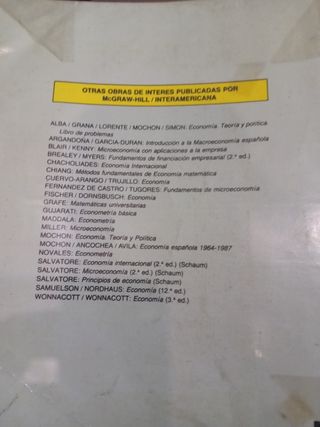 OTRAS OBRAS DE INTERES PUBLICADAS POR
McGRAW-HILL / INTERAMERICANA
ALBA / GRANA / LORENTE / MOCHON / SIMON: Economía. Teoría y política.
Libro de problemas
ARGANDOÑA / GARCIA-DURAN: Introducción a la Macroeconomía española
BLAIR / KENNY: Microeconomía con aplicaciones a la empresa
BREALEY / MYERS: Fundamentos de financiación empresarial (2.ª ed.)
CHACHOLIADES: Economía Internacional
CHIANG: Métodos fundamentales de Economía matemática
CUERVO-ARANGO / TRUJILLO: Economía
FERNANDEZ DE CASTRO / TUGORES: Fundamentos de microeconomía
FISCHER / DORNSBUSCH: Economía
GRAFE: Matemáticas universitarias
GUJARATI: Econometría básica
MADDALA: Econometría
MILLER: Microeconomía
MOCHON: Economía. Teoría y Política
MOCHON / ANCOCHEA / AVILA: Economía española 1964-1987
NOVALES: Econometría
SALVATORE: Economía internacional (2.ª ed.) (Schaum)
SALVATORE: Microeconomía (2.ª ed.) (Schaum)
SALVATORE: Principios de economía (Schaum)
SAMUELSON / NORDHAUS: Economía (12.ª ed.)
WONNACOTT / WONNACOTT: Economía (3.ª ed.)